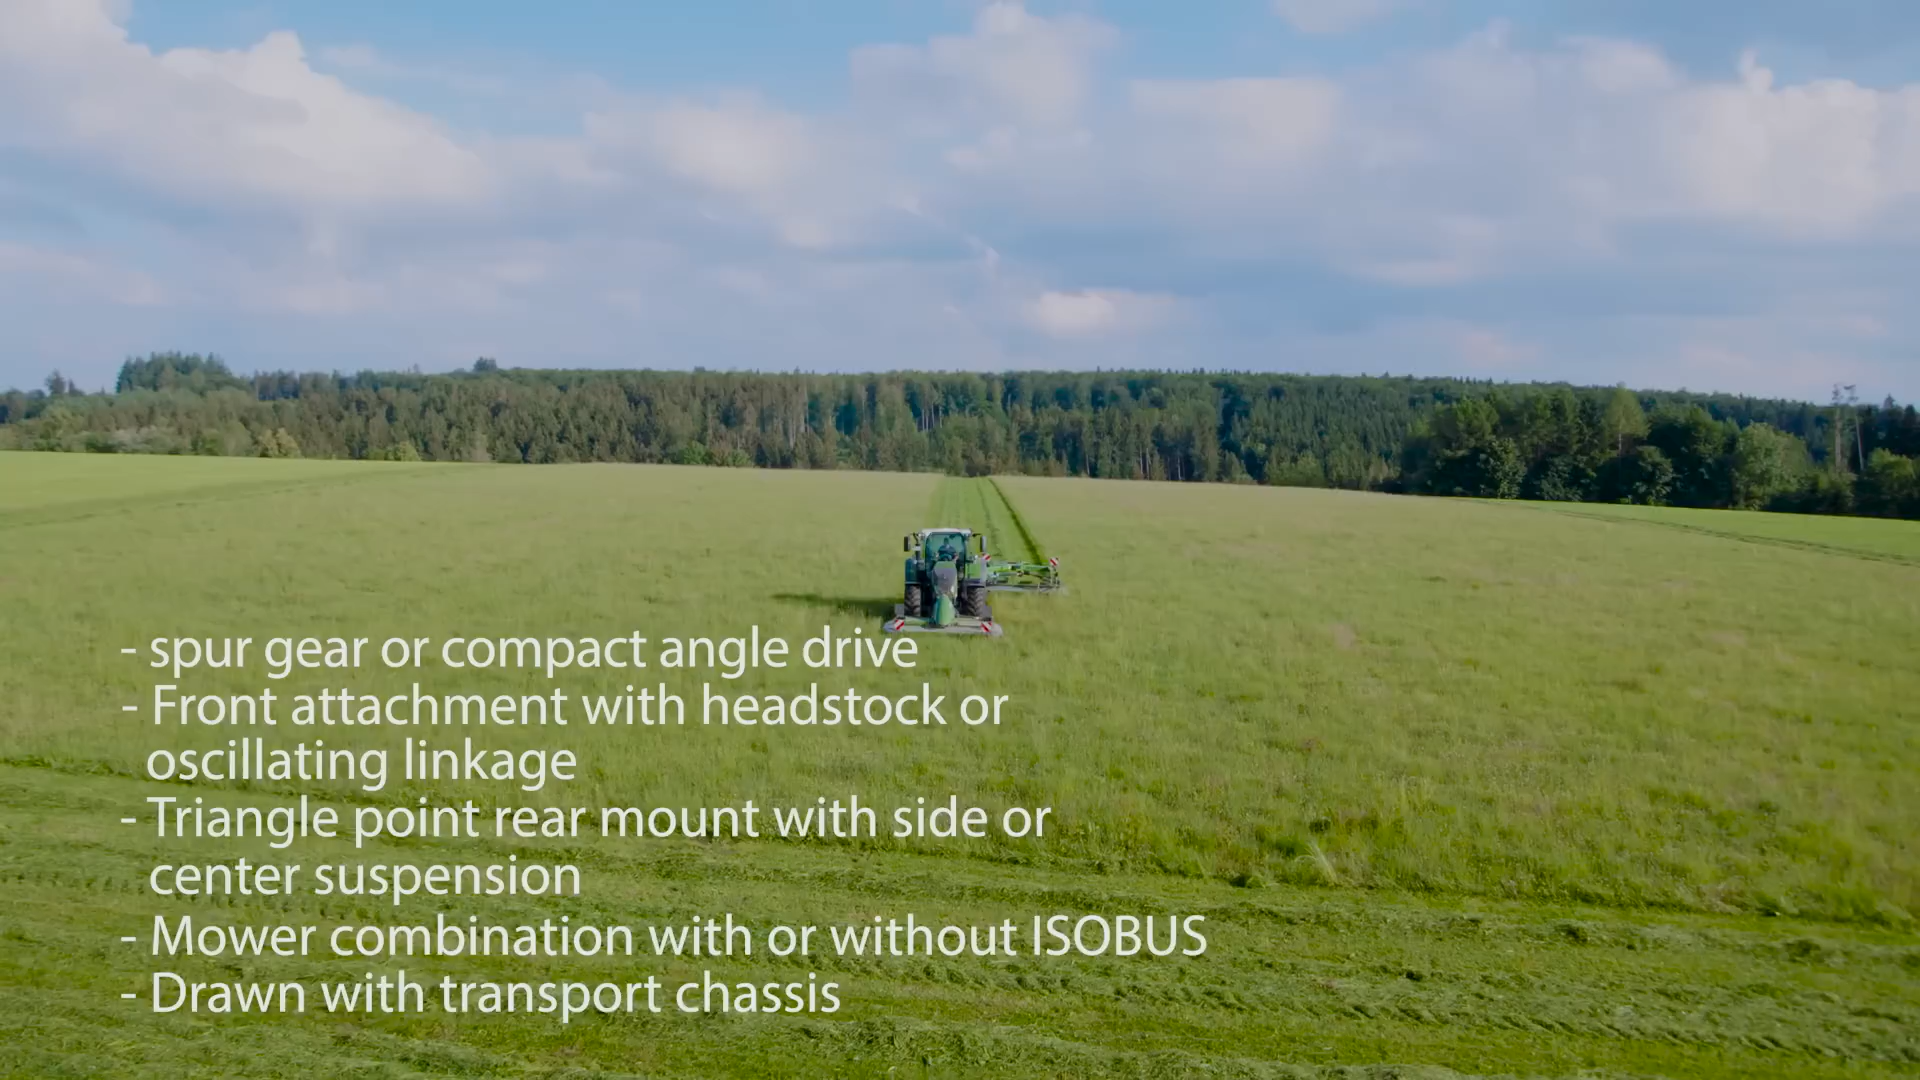 - spur gear or compact angle drive
- Front attachment with headstock or
oscillating linkage
- Triangle point rear mount with side or
center suspension
- Mower combination with or without ISOBUS
- Drawn with transport chassis